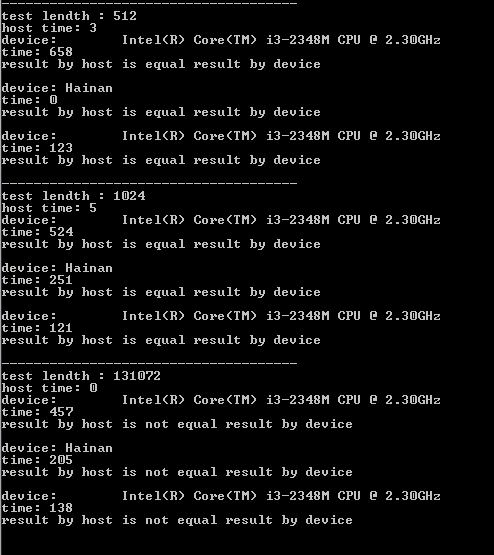 -------------------------------------
test lendth : 512
host time: 3
device:        Intel(R) Core(TM) i3-2348M CPU @ 2.30GHz
time: 658
result by host is equal result by device
device: Hainan
time: 0
result by host is equal result by device
device:        Intel(R) Core(TM) i3-2348M CPU @ 2.30GHz
time: 123
result by host is equal result by device
-------------------------------------
test lendth : 1024
host time: 5
device:        Intel(R) Core(TM) i3-2348M CPU @ 2.30GHz
time: 524
result by host is equal result by device
device: Hainan
time: 251
result by host is equal result by device
device:        Intel(R) Core(TM) i3-2348M CPU @ 2.30GHz
time: 121
result by host is equal result by device
-------------------------------------
test lendth : 131072
host time: 0
device:        Intel(R) Core(TM) i3-2348M CPU @ 2.30GHz
time: 457
result by host is not equal result by device
device: Hainan
time: 205
result by host is not equal result by device
device:        Intel(R) Core(TM) i3-2348M CPU @ 2.30GHz
time: 138
result by host is not equal result by device